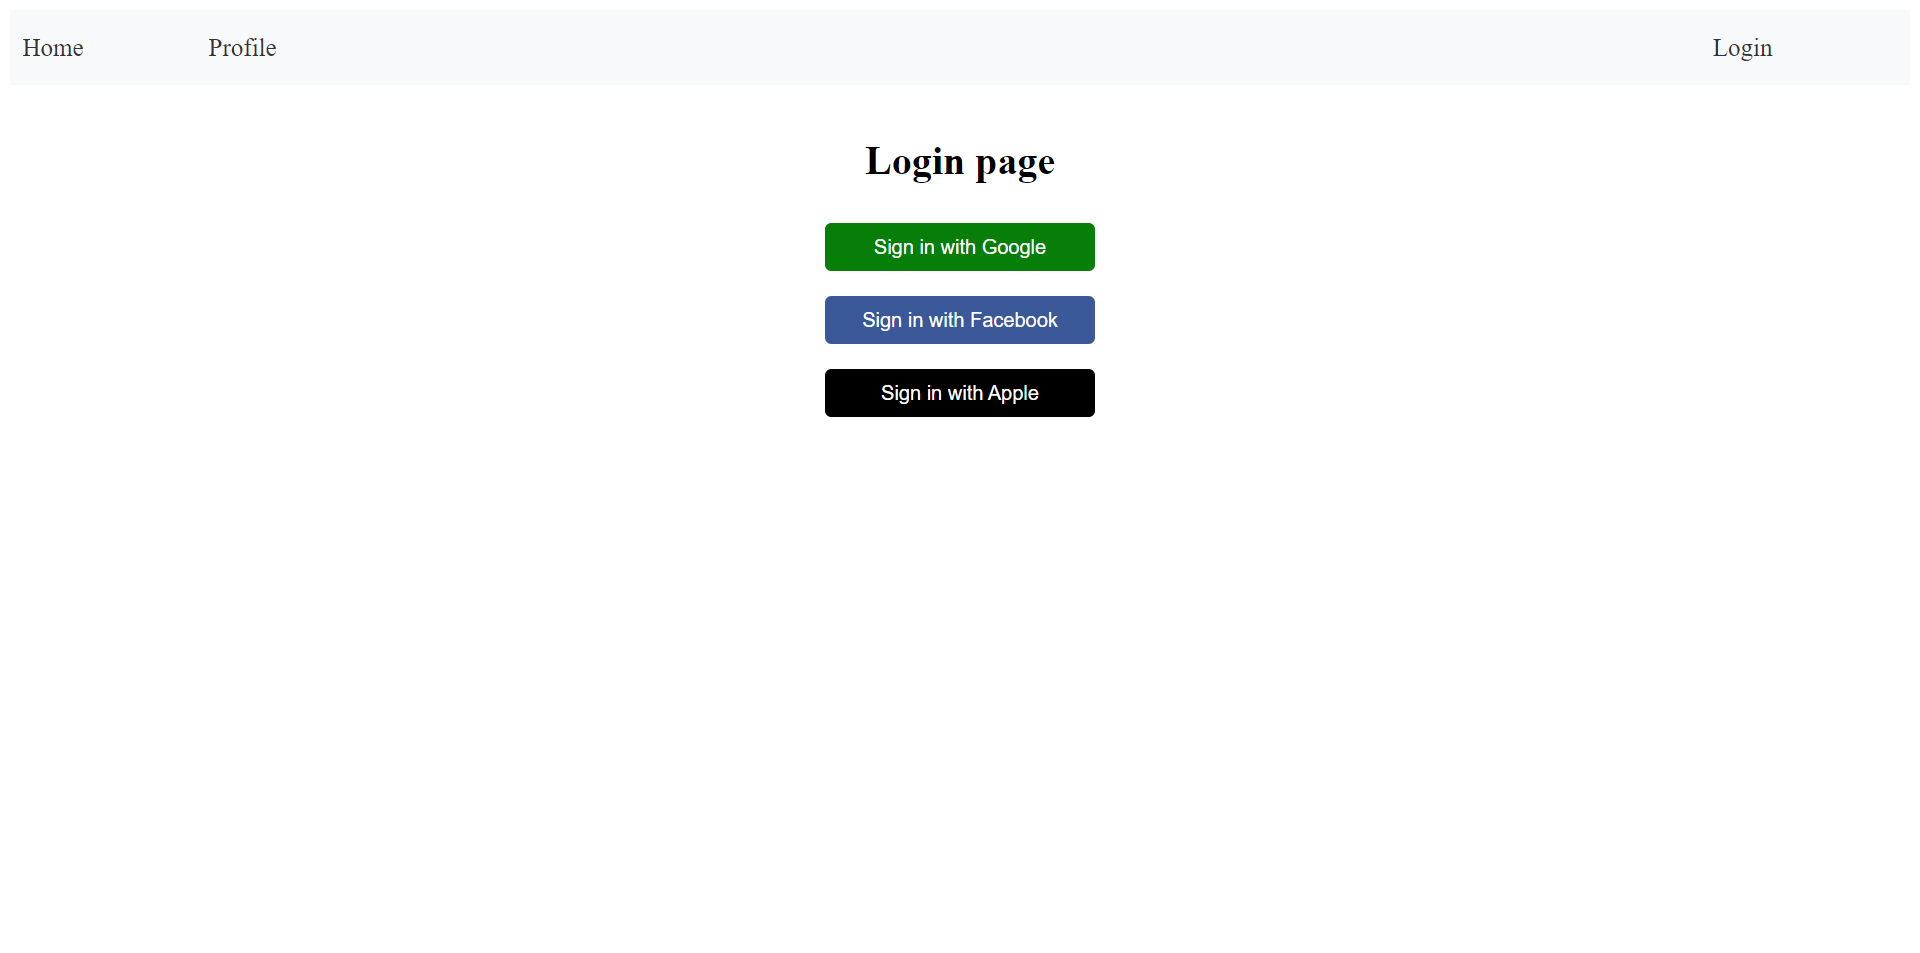 Home Profile Login
Login page
Sign in with Google
Sign in with Facebook
Sign in with Apple